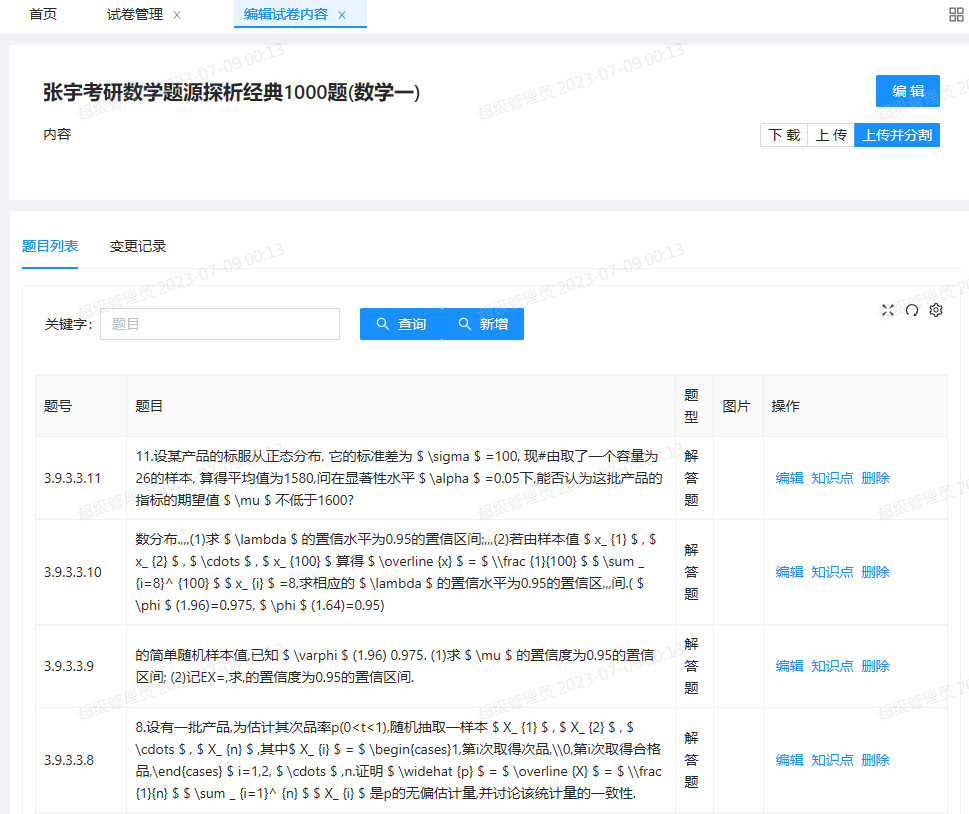 首页 试卷管理 × 编辑试卷内容 ×
张宇考研数学题源探析经典1000题(数学一)
编 辑
内容
下 载 上 传 上传并分割
题目列表 变更记录
关键字： 题目 查询 新增
题号 题目 题型 图片 操作
3.9.3.3.11
11.设某产品的标服从正态分布, 它的标准差为 $ \sigma $ =100, 现#由取了一个容量为
26的样本, 算得平均值为1580,问在显著性水平 $ \alpha $ =0.05下,能否认为这批产品的
指标的期望值 $ \mu $ 不低于1600?
解答题
编辑 知识点 删除
3.9.3.3.10
数分布.,,,(1)求 $ \lambda $ 的置信水平为0.95的置信区间;,,,(2)若由样本值 $ x_ {1} $ , $
x_ {2} $ , $ \cdots $ , $ x_ {100} $ 算得 $ \overline {x} $ = $ \\frac {1}{100} $ $ \sum _
{i=8}^ {100} $ $ x_ {i} $ =8,求相应的 $ \lambda $ 的置信水平为0.95的置信区,,,间.( $
\phi $ (1.96)=0.975, $ \phi $ (1.64)=0.95)
解答题
编辑 知识点 删除
3.9.3.3.9
的简单随机样本值,已知 $ \varphi $ (1.96) 0.975. (1)求 $ \mu $ 的置信度为0.95的置信
区间; (2)记EX=,求,的置信度为0.95的置信区间.
解答题
编辑 知识点 删除
3.9.3.3.8
8.设有一批产品,为估计其次品率p(0<t<1),随机抽取一样本 $ X_ {1} $ , $ X_ {2} $ , $
\cdots $ , $ X_ {n} $ ,其中$ X_ {i} $ = $ \begin{cases}1,第i次取得次品,\\0,第i次取得合格
品,\end{cases} $ i=1,2, $ \cdots $ ,n.证明 $ \widehat {p} $ = $ \overline {X} $ = $ \\frac
{1}{n} $ $ \sum _ {i=1}^ {n} $ $ X_ {i} $ 是p的无偏估计量,并讨论该统计量的一致性.
解答题
编辑 知识点 删除
超级管理员 2023-07-09 00:13